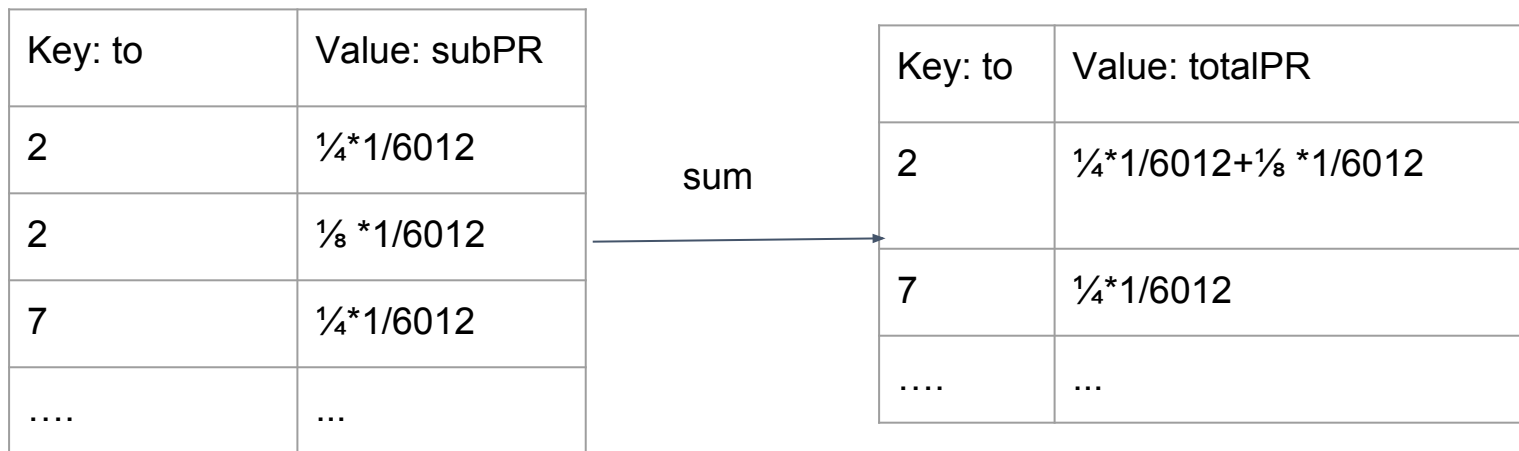 Key: to Value: subPR
2 ¼*1/6012
2 ⅛ *1/6012
7 ¼*1/6012
…. ...
sum
Key: to Value: totalPR
2 ¼*1/6012+⅛ *1/6012
7 ¼*1/6012
…. ...